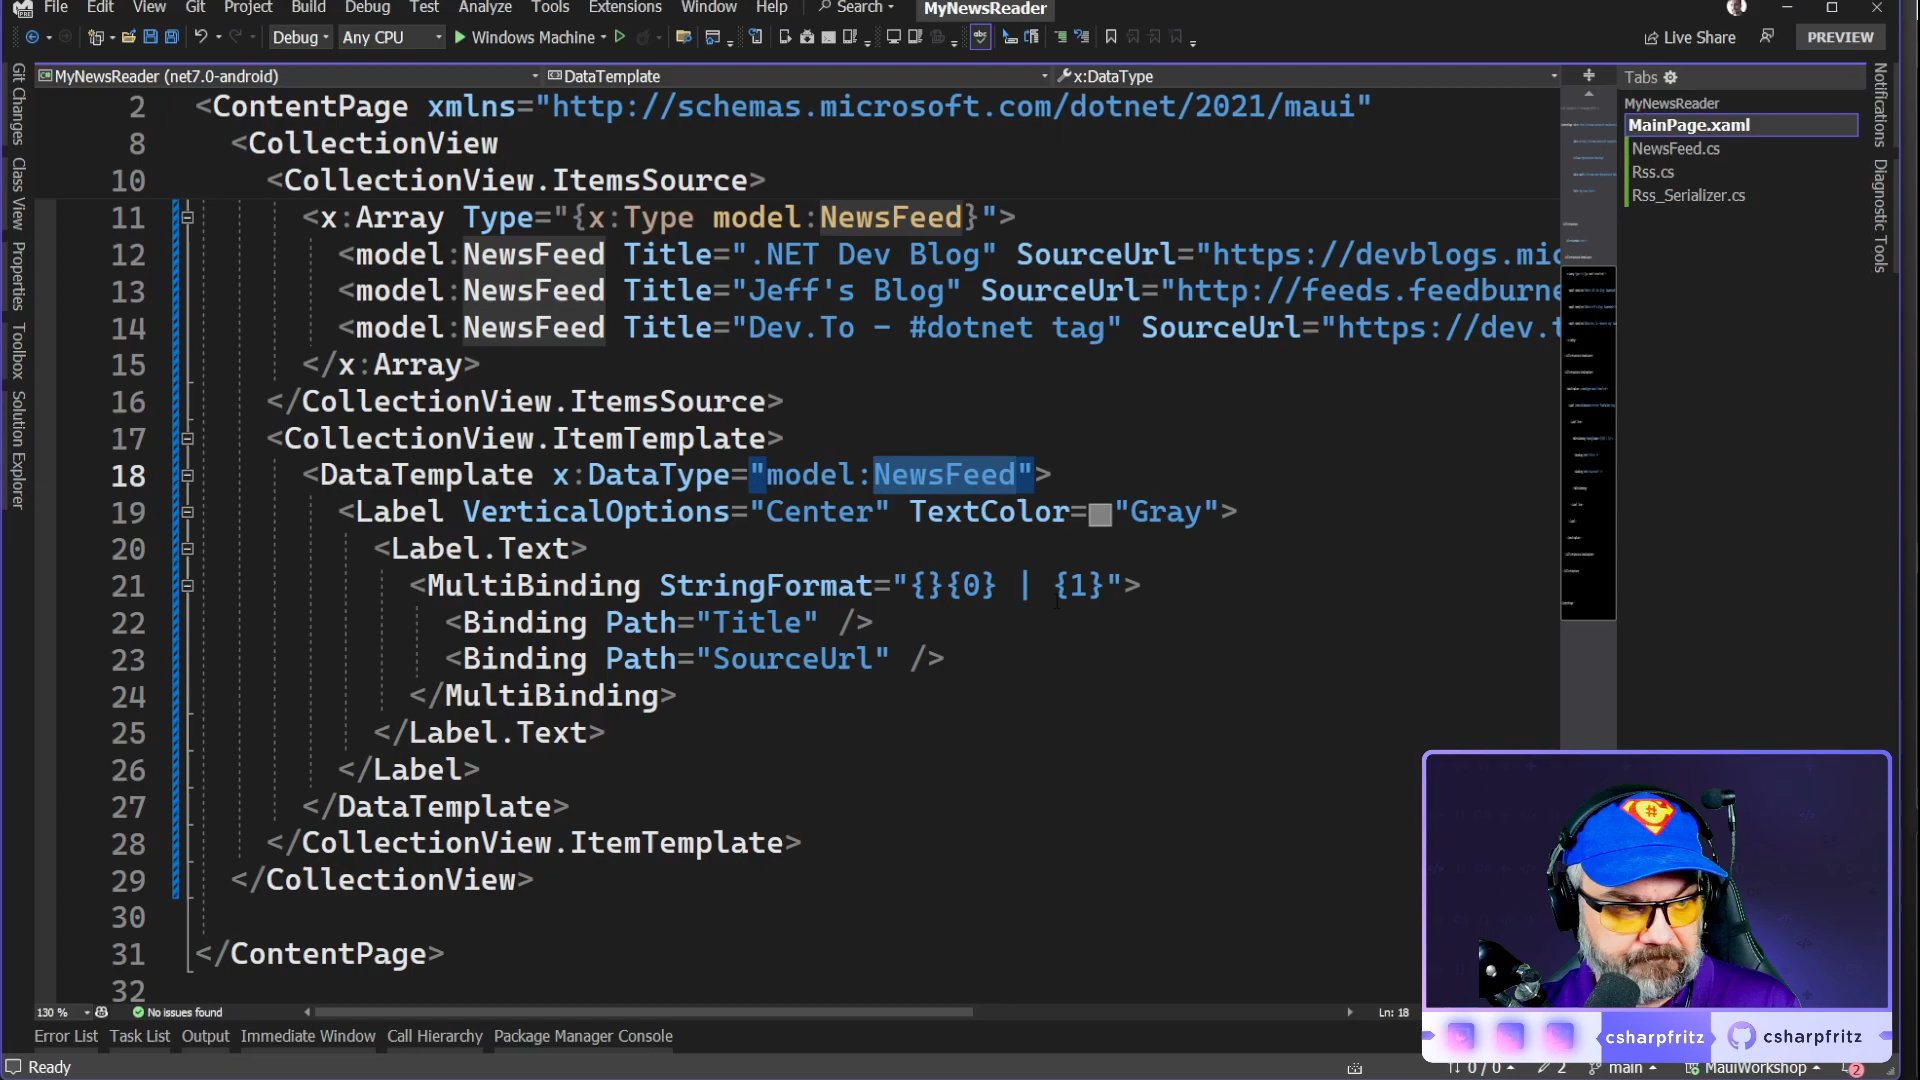 File Edit View Git Project Build Debug Test Analyze Tools Extensions Window Help Search MyNewsReader
Debug Any CPU Windows Machine Live Share PREVIEW
MyNewsReader (net7.0-android) DataTemplate x:DataType
2 <ContentPage xmlns="http://schemas.microsoft.com/dotnet/2021/maui"
8 <CollectionView
10 <CollectionView.ItemsSource>
11 <x:Array Type="{x:Type model:NewsFeed}">
12 <model:NewsFeed Title=".NET Dev Blog" SourceUrl="https://devblogs.mic
13 <model:NewsFeed Title="Jeff's Blog" SourceUrl="http://feeds.feedburne
14 <model:NewsFeed Title="Dev.To - #dotnet tag" SourceUrl="https://dev.t
15 </x:Array>
16 </CollectionView.ItemsSource>
17 <CollectionView.ItemTemplate>
18 <DataTemplate x:DataType="model:NewsFeed">
19 <Label VerticalOptions="Center" TextColor="Gray">
20 <Label.Text>
21 <MultiBinding StringFormat="{}{0} | {1}">
22 <Binding Path="Title" />
23 <Binding Path="SourceUrl" />
24 </MultiBinding>
25 </Label.Text>
26 </Label>
27 </DataTemplate>
28 </CollectionView.ItemTemplate>
29 </CollectionView>
30
31 </ContentPage>
32
130 % No issues found Ln: 18
Error List Task List Output Immediate Window Call Hierarchy Package Manager Console
Ready 0 / 0 2 main MauiWorkshop 2
Git Changes
Class View
Properties
Toolbox
Solution Explorer
Tabs
MyNewsReader
MainPage.xaml
NewsFeed.cs
Rss.cs
Rss_Serializer.cs
Notifications
Diagnostic Tools
csharpfritz csharpfritz